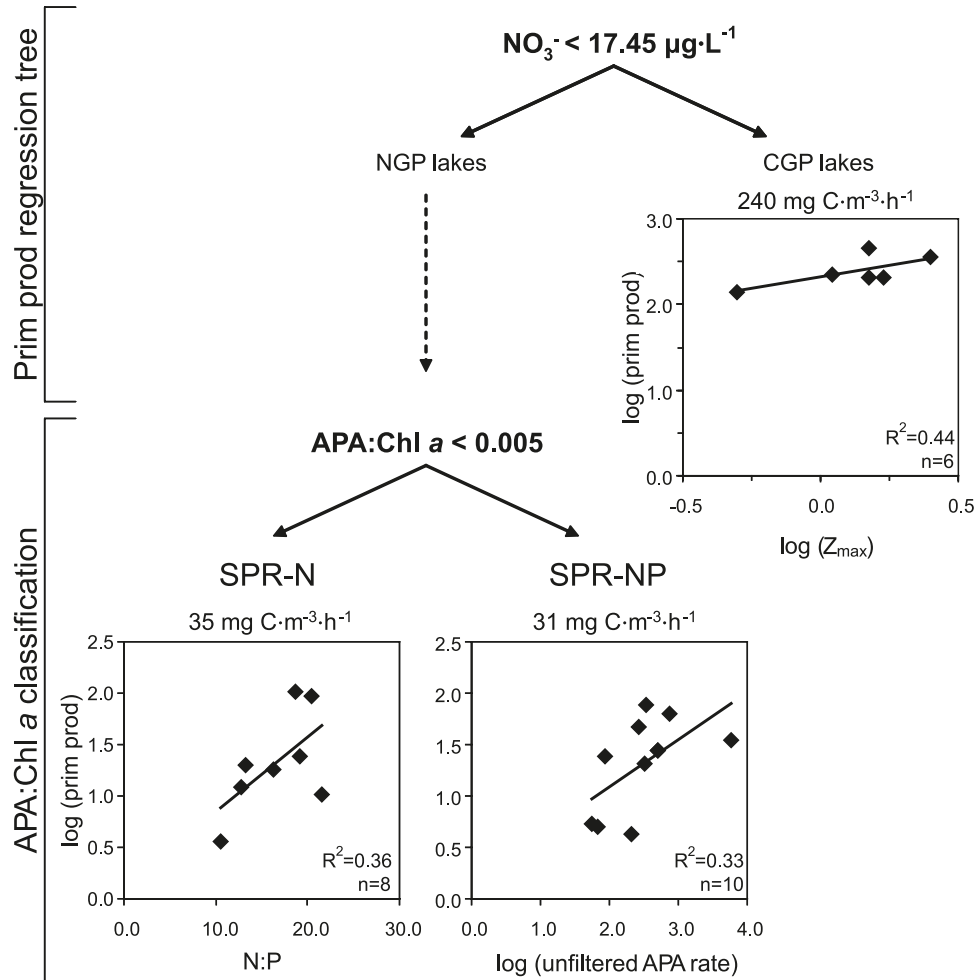 Prim prod regression tree
NO₃⁻ < 17.45 µg·L⁻¹
NGP lakes
CGP lakes
240 mg C·m⁻³·h⁻¹
log (prim prod)
3.0
2.0
1.0
0.0
R²=0.44
n=6
-0.5
0.0
0.5
log (Zmax)
APA:Chl a classification
APA:Chl a < 0.005
SPR-N
35 mg C·m⁻³·h⁻¹
log (prim prod)
2.5
2.0
1.5
1.0
0.5
0.0
R²=0.36
n=8
0.0
10.0
20.0
30.0
N:P
SPR-NP
31 mg C·m⁻³·h⁻¹
2.5
2.0
1.5
1.0
0.5
0.0
R²=0.33
n=10
0.0
1.0
2.0
3.0
4.0
log (unfiltered APA rate)